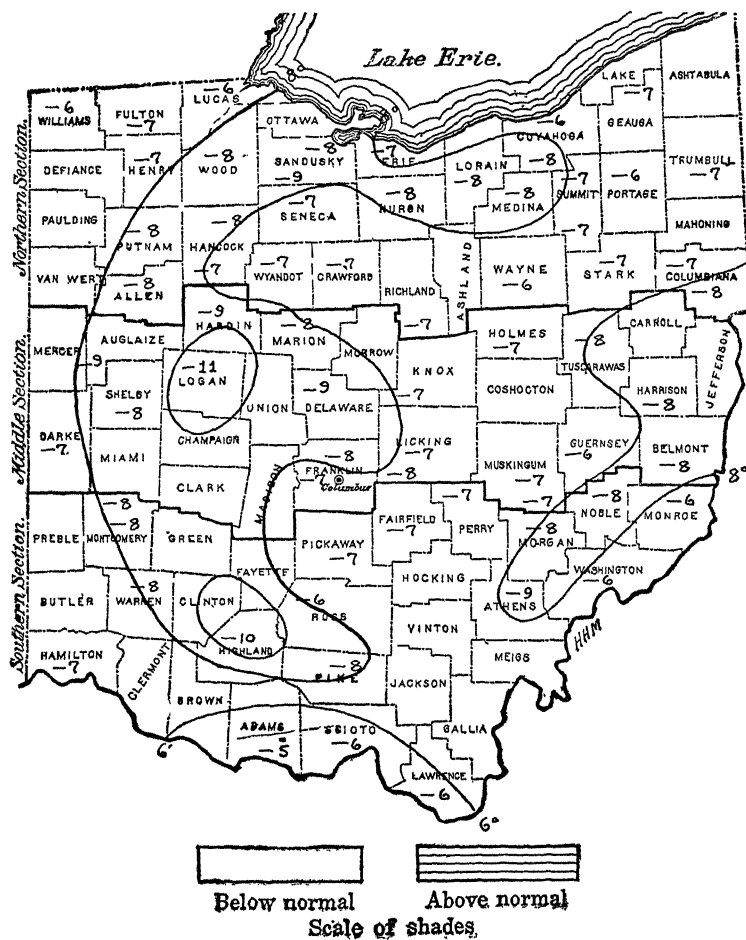 Lake Erie.
LAKE
ASHTABULA
-7
GEAUGA
-6
LUCAS
-6
WILLIAMS
FULTON
-7
OTTAWA
-6
CUYAHOGA
DEFIANCE
-7
HENRY
-8
WOOD
-8
SANDUSKY
-9
-7
ERIE
LORAIN
-8
-8
-7
SUMMIT
-6
PORTAGE
TRUMBULL
-7
PAULDING
-8
PUTNAM
-8
HANCOCK
-7
SENECA
-8
HURON
-8
MEDINA
-7
MAHONING
Northern Section.
VAN WERT
-8
ALLEN
-7
-7
WYANDOT
-7
CRAWFORD
RICHLAND
-7
ASHLAND
WAYNE
-6
-7
STARK
-7
COLUMBIANA
-8
MERCER
-9
AUGLAIZE
-9
HARDIN
-8
MARION
MORROW
KNOX
-7
HOLMES
-7
-8
TUSCARAWAS
CARROLL
JEFFERSON
SHELBY
-8
-11
LOGAN
UNION
-9
DELAWARE
COSHOCTON
HARRISON
-8
Middle Section.
DARKE
-7
MIAMI
CHAMPAIGN
CLARK
MADISON
-8
FRANKLIN
-7
Columbus
LICKING
-7
-8
MUSKINGUM
-7
-7
GUERNSEY
-6
BELMONT
-8
8°
PREBLE
-8
-8
MONTGOMERY
GREEN
FAYETTE
PICKAWAY
FAIRFIELD
-7
-7
PERRY
-8
MORGAN
-8
NOBLE
-6
MONROE
Southern Section.
BUTLER
-8
WARREN
CLINTON
-6
ROSS
HOCKING
-9
ATHENS
WASHINGTON
-6
HAMILTON
-7
CLERMONT
-10
HIGHLAND
-8
PIKE
VINTON
MEIGS
HHM
BROWN
JACKSON
6°
ADAMS
-5
SCIOTO
-6
GALLIA
LAWRENCE
-6
6°
Below normal
Above normal
Scale of shades